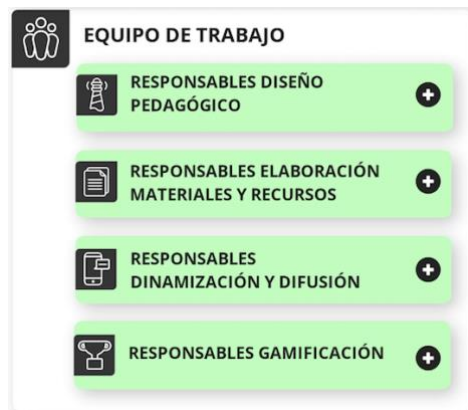 EQUIPO DE TRABAJO
RESPONSABLES DISEÑO
PEDAGÓGICO
RESPONSABLES ELABORACIÓN
MATERIALES Y RECURSOS
RESPONSABLES
DINAMIZACIÓN Y DIFUSIÓN
RESPONSABLES GAMIFICACIÓN